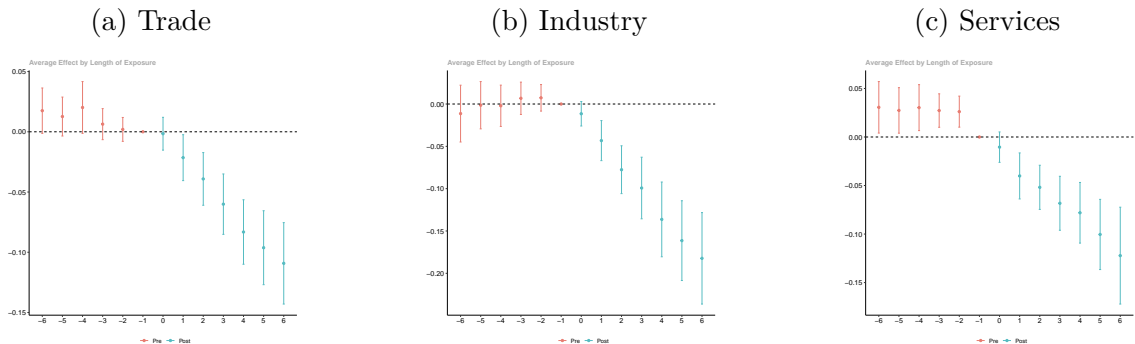 (a) Trade
(b) Industry
(c) Services
Average Effect by Length of Exposure
0.05
0.00
−0.05
−0.10
−0.15
−6 −5 −4 −3 −2 −1 0 1 2 3 4 5 6
Pre Post
Average Effect by Length of Exposure
0.00
−0.05
−0.10
−0.15
−0.20
−6 −5 −4 −3 −2 −1 0 1 2 3 4 5 6
Pre Post
Average Effect by Length of Exposure
0.05
0.00
−0.05
−0.10
−0.15
−6 −5 −4 −3 −2 −1 0 1 2 3 4 5 6
Pre Post